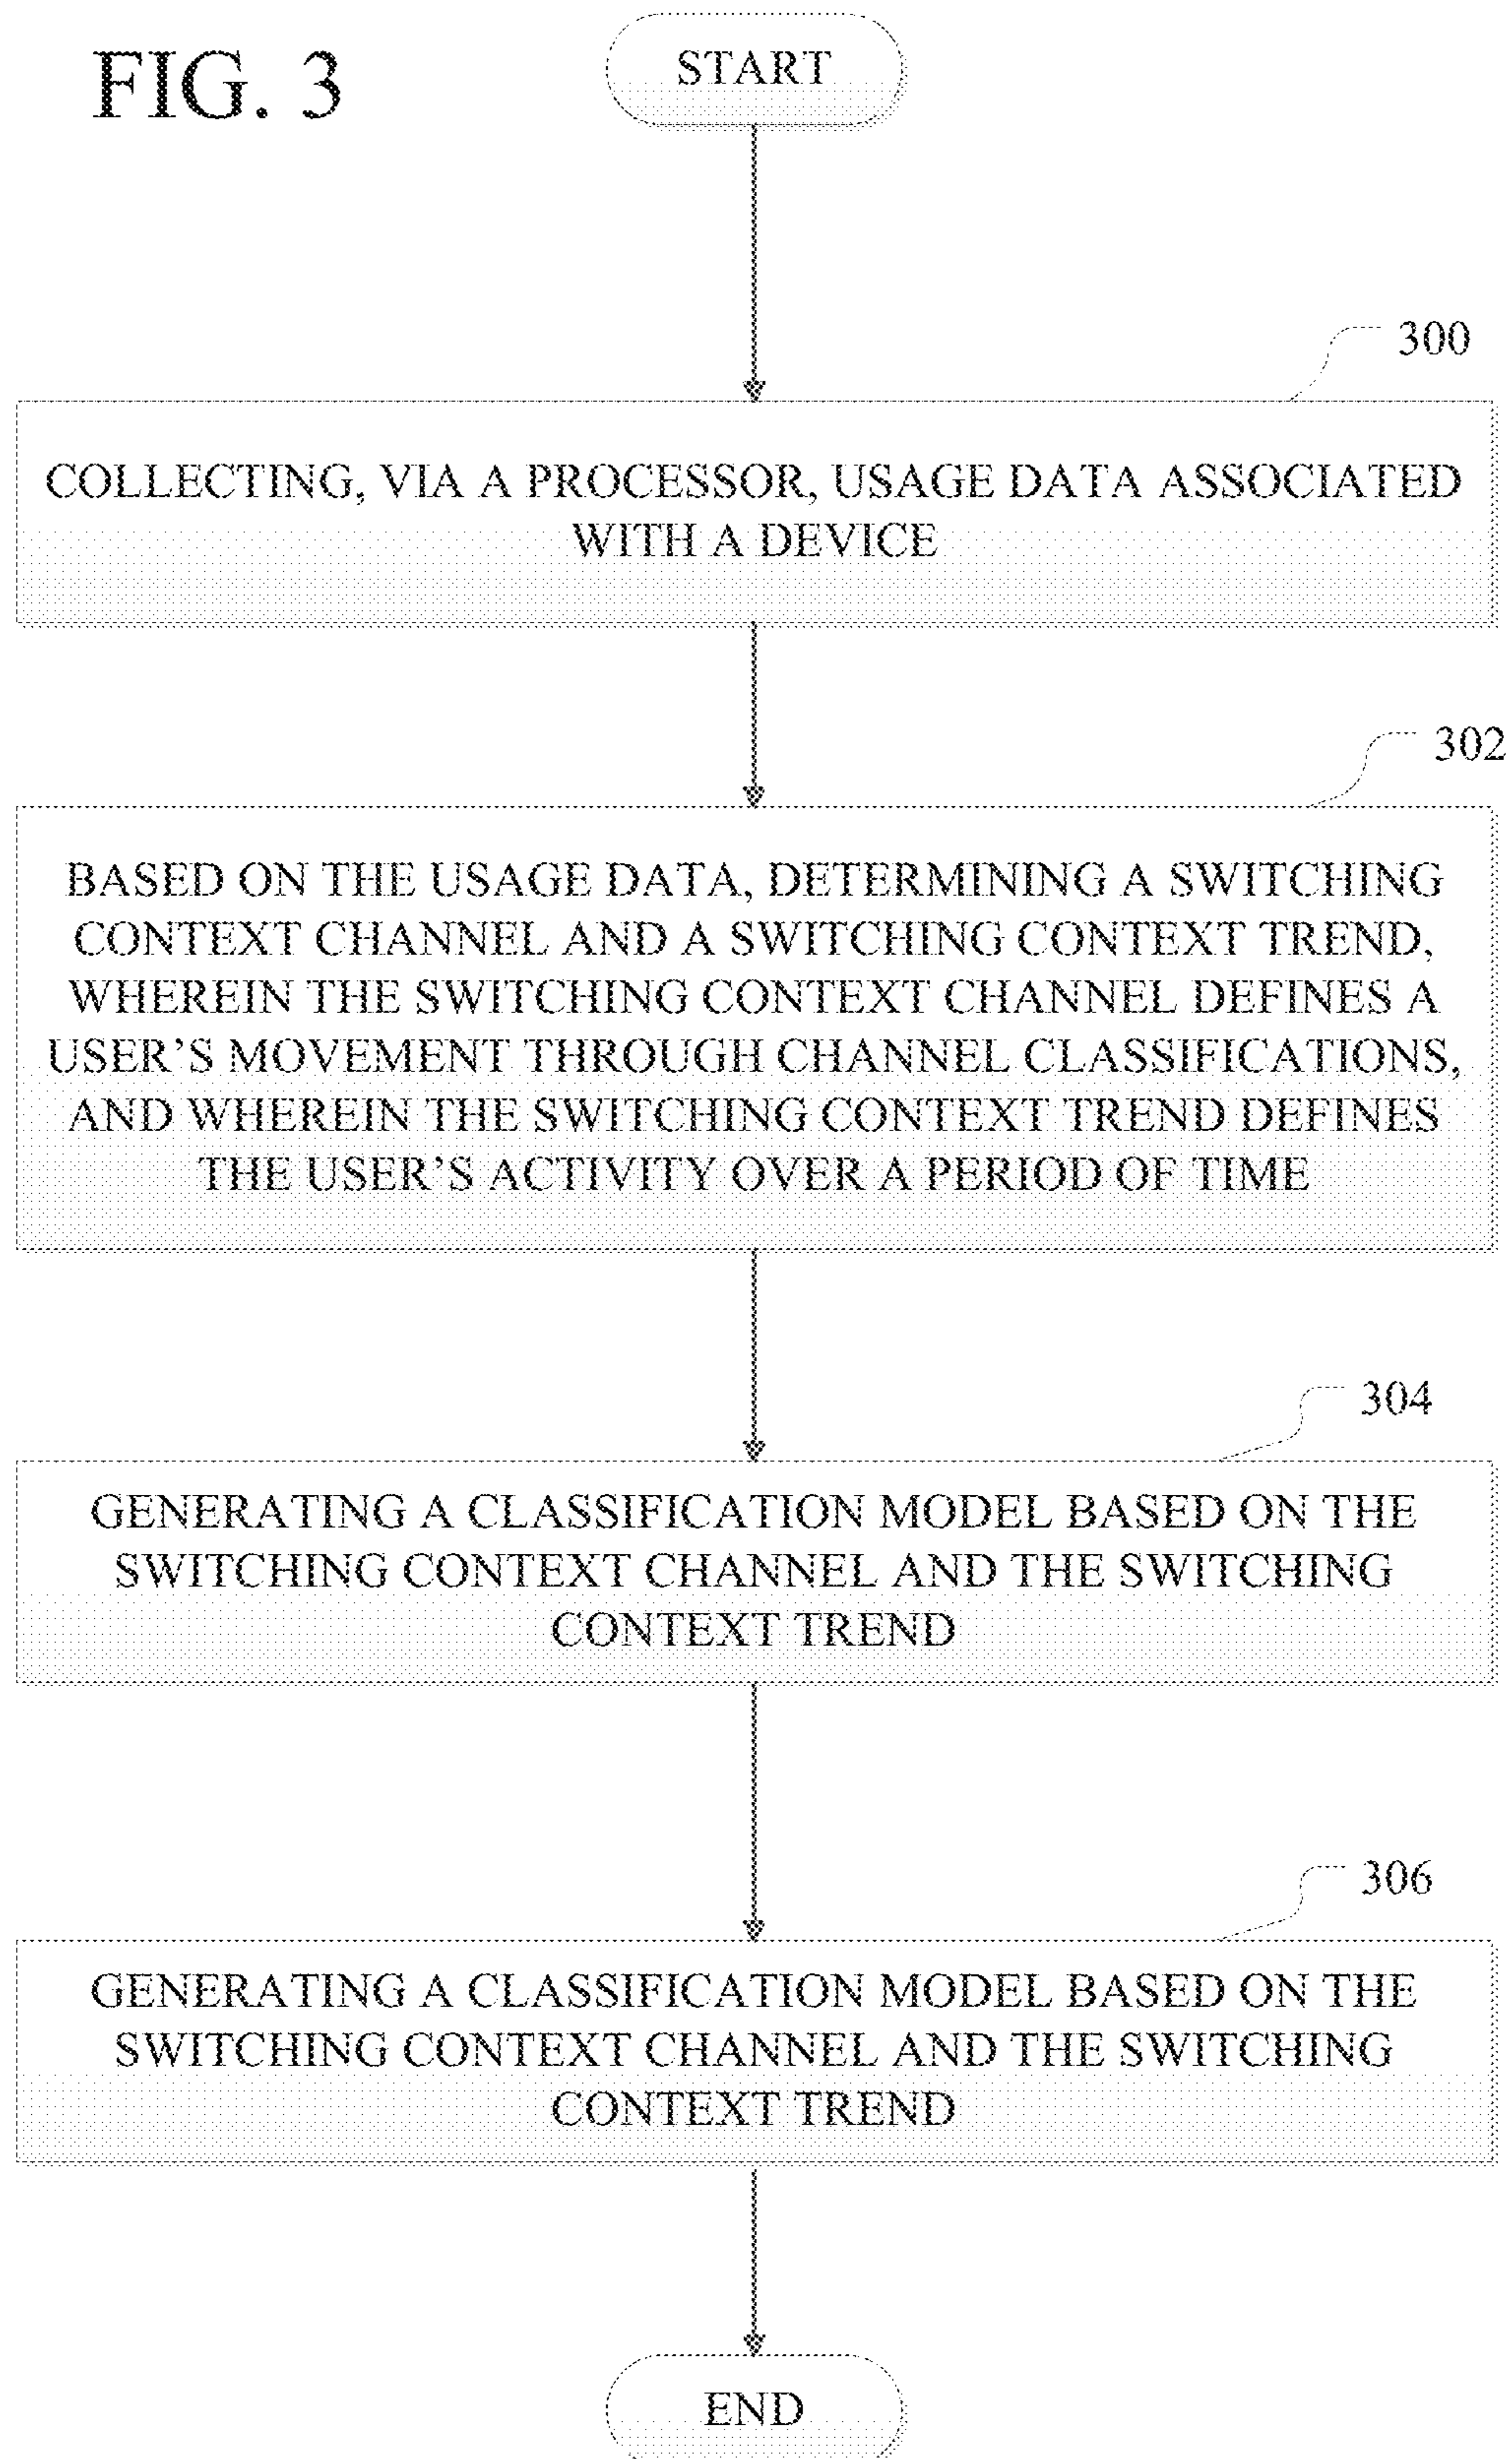 FIG. 3
START
300
COLLECTING, VIA A PROCESSOR, USAGE DATA ASSOCIATED
WITH A DEVICE
302
BASED ON THE USAGE DATA, DETERMINING A SWITCHING
CONTEXT CHANNEL AND A SWITCHING CONTEXT TREND,
WHEREIN THE SWITCHING CONTEXT CHANNEL DEFINES A
USER’S MOVEMENT THROUGH CHANNEL CLASSIFICATIONS,
AND WHEREIN THE SWITCHING CONTEXT TREND DEFINES
THE USER’S ACTIVITY OVER A PERIOD OF TIME
304
GENERATING A CLASSIFICATION MODEL BASED ON THE
SWITCHING CONTEXT CHANNEL AND THE SWITCHING
CONTEXT TREND
306
GENERATING A CLASSIFICATION MODEL BASED ON THE
SWITCHING CONTEXT CHANNEL AND THE SWITCHING
CONTEXT TREND
END